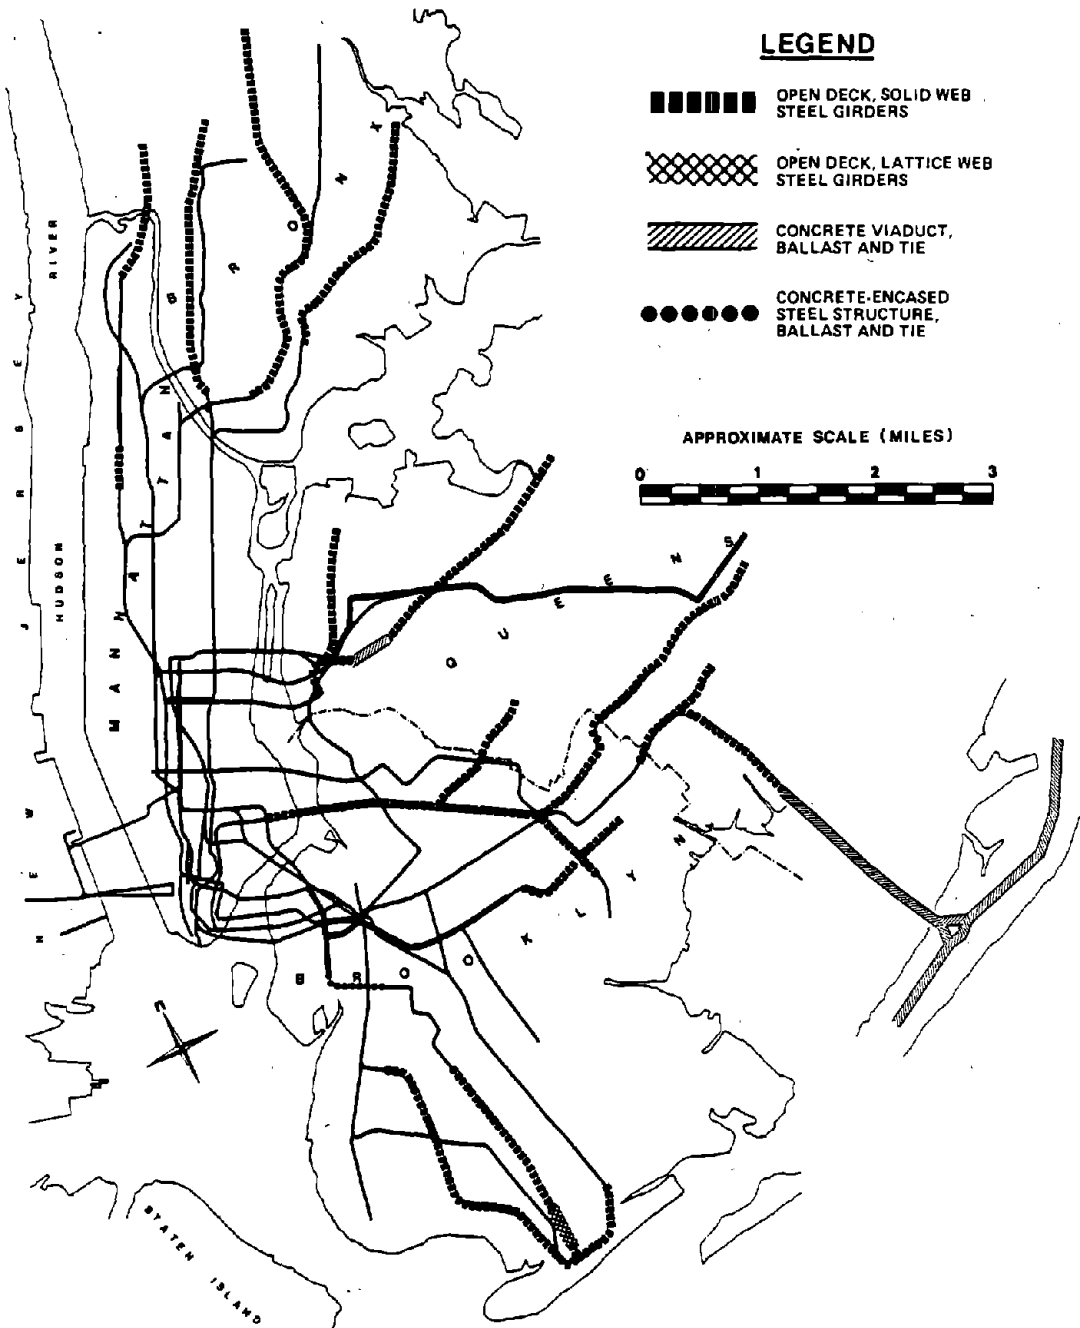 LEGEND
OPEN DECK, SOLID WEB
STEEL GIRDERS
OPEN DECK, LATTICE WEB
STEEL GIRDERS
CONCRETE VIADUCT,
BALLAST AND TIE
CONCRETE-ENCASED
STEEL STRUCTURE,
BALLAST AND TIE
APPROXIMATE SCALE (MILES)
0 1 2 3
BRONX
MANHATTAN
HUDSON RIVER
NEW JERSEY
QUEENS
BROOKLYN
STATEN ISLAND
N